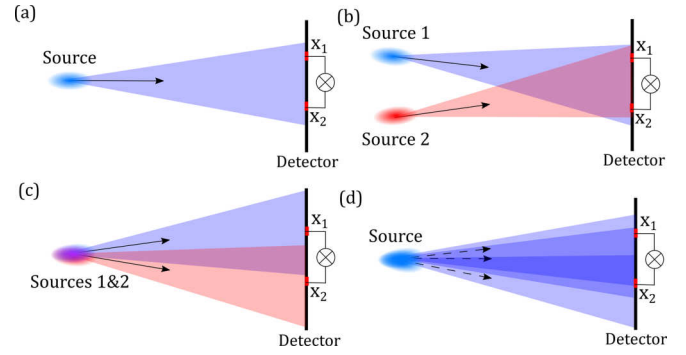 (a)
Source
x1
x2
Detector
(b)
Source 1
Source 2
x1
x2
Detector
(c)
Sources 1&2
x1
x2
Detector
(d)
Source
x1
x2
Detector